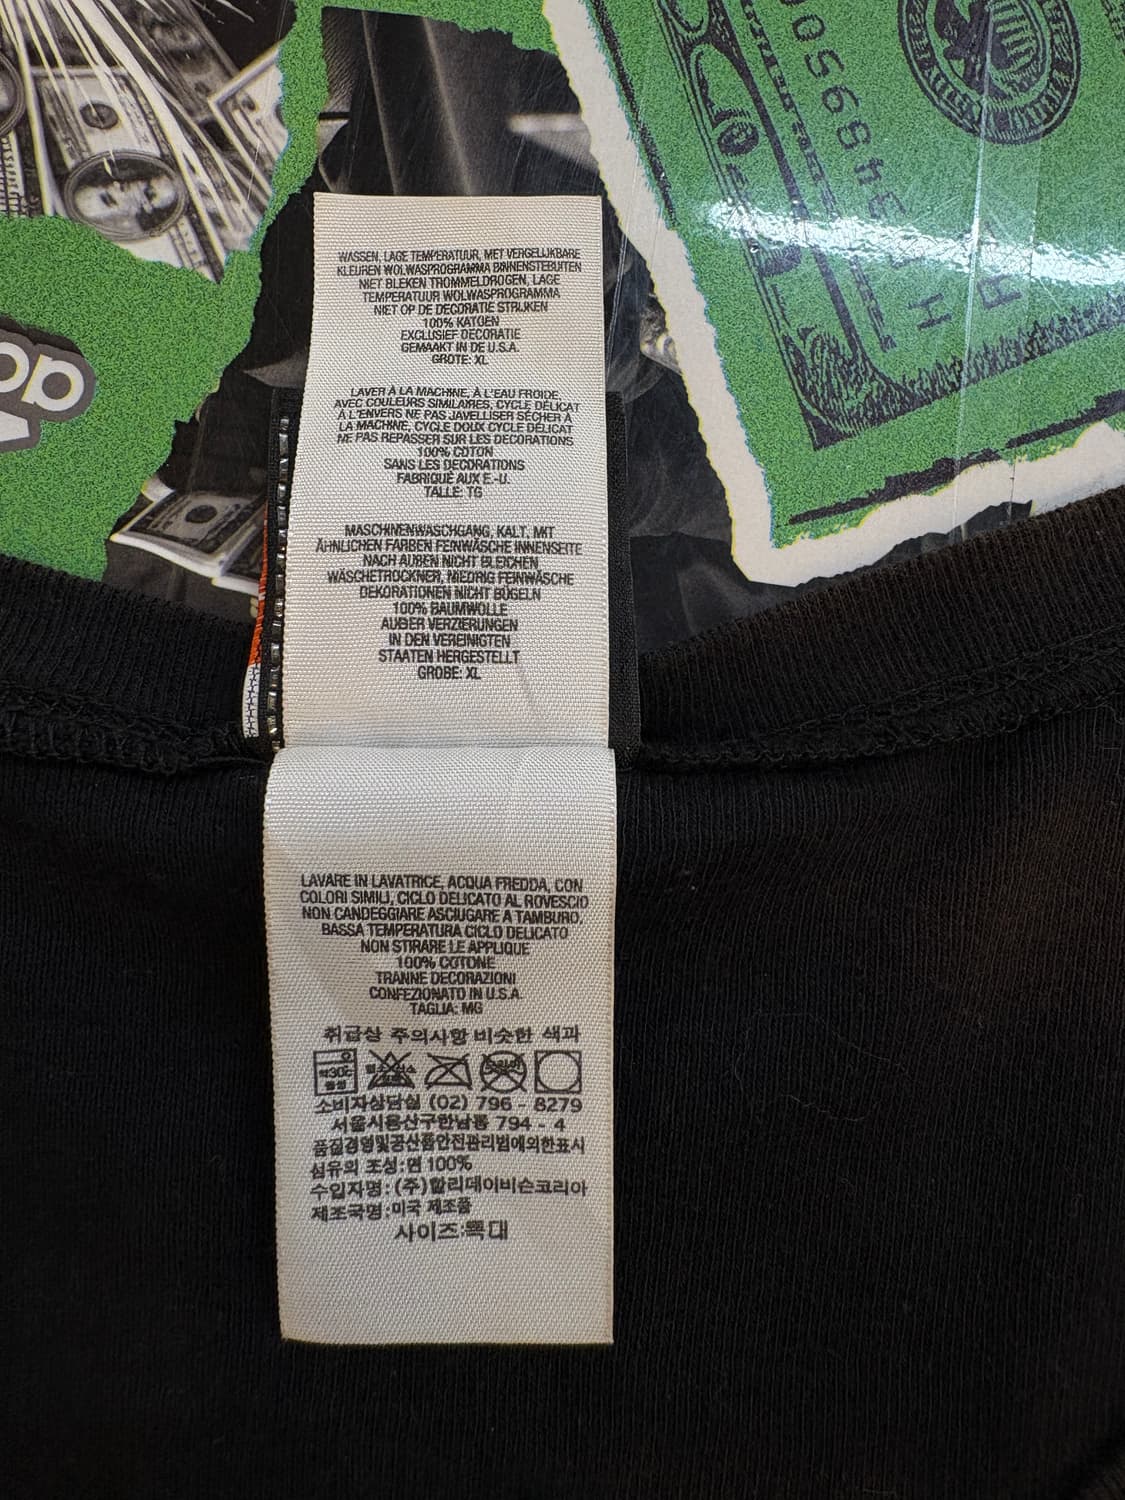 00568943
H
op
WASSEN, LAGE TEMPERATUUR, MET VERGELIJKBARE
KLEUREN WOLWASPROGRAMMA BINNENSTEBUITEN
NIET BLEKEN TROMMELDROGEN, LAGE
TEMPERATUUR WOLWASPROGRAMMA
NIET OP DE DECORATIE STRIJKEN
100% KATOEN
EXCLUSIEF DECORATIE
GEMAAKT IN DE U.S.A.
GROTE: XL
LAVER À LA MACHINE, À L'EAU FROIDE,
AVEC COULEURS SIMILAIRES, CYCLE DÉLICAT
À L'ENVERS NE PAS JAVELLISER SÉCHER À
LA MACHINE, CYCLE DOUX CYCLE DÉLICAT
NE PAS REPASSER SUR LES DECORATIONS
100% COTON
SANS LES DECORATIONS
FABRIQUÉ AUX E.-U.
TALLE: TG
MASCHINENWASCHGANG, KALT, MIT
ÄHNLICHEN FARBEN FEINWÄSCHE INNENSEITE
NACH AUßEN NICHT BLEICHEN
WÄSCHETROCKNER, NIEDRIG FEINWÄSCHE
DEKORATIONEN NICHT BÜGELN
100% BAUMWOLLE
AUßER VERZIERUNGEN
IN DEN VEREINIGTEN
STAATEN HERGESTELLT
GROBE: XL
LAVARE IN LAVATRICE, ACQUA FREDDA, CON
COLORI SIMILI, CICLO DELICATO AL ROVESCIO
NON CANDEGGIARE ASCIUGARE A TAMBURO,
BASSA TEMPERATURA CICLO DELICATO
NON STIRARE LE APPLIQUE
100% COTONE
TRANNE DECORAZIONI
CONFEZIONATO IN U.S.A.
TAGLIA: MG
취급상 주의사항 비슷한 색과
약30℃
소비자상담실 (02) 796 - 8279
서울시용산구한남동 794 - 4
품질경영및공산품안전관리법에의한표시
섬유의 조성:면 100%
수입자명:(주)할리데이비슨코리아
제조국명:미국 제조품
사이즈:특대